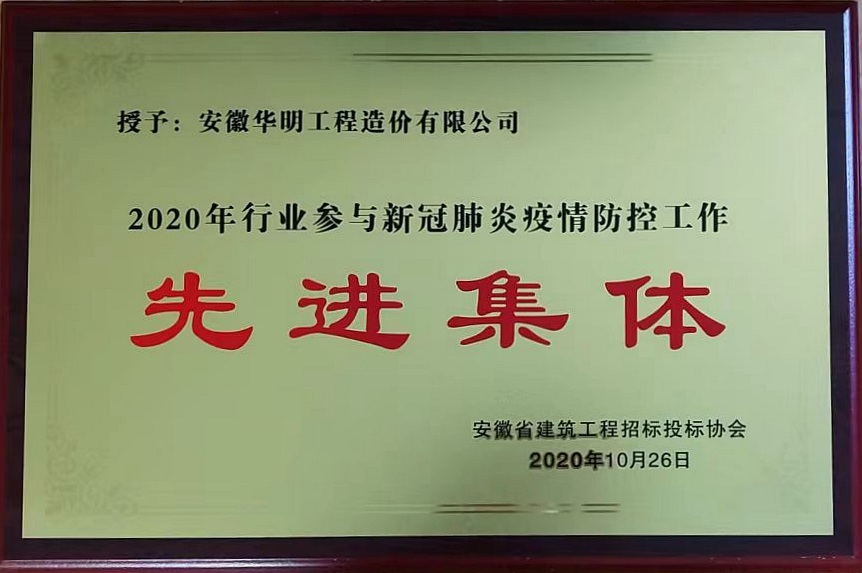 授予：安徽华明工程造价有限公司
2020年行业参与新冠肺炎疫情防控工作
先进集体
安徽省建筑工程招标投标协会
2020年10月26日